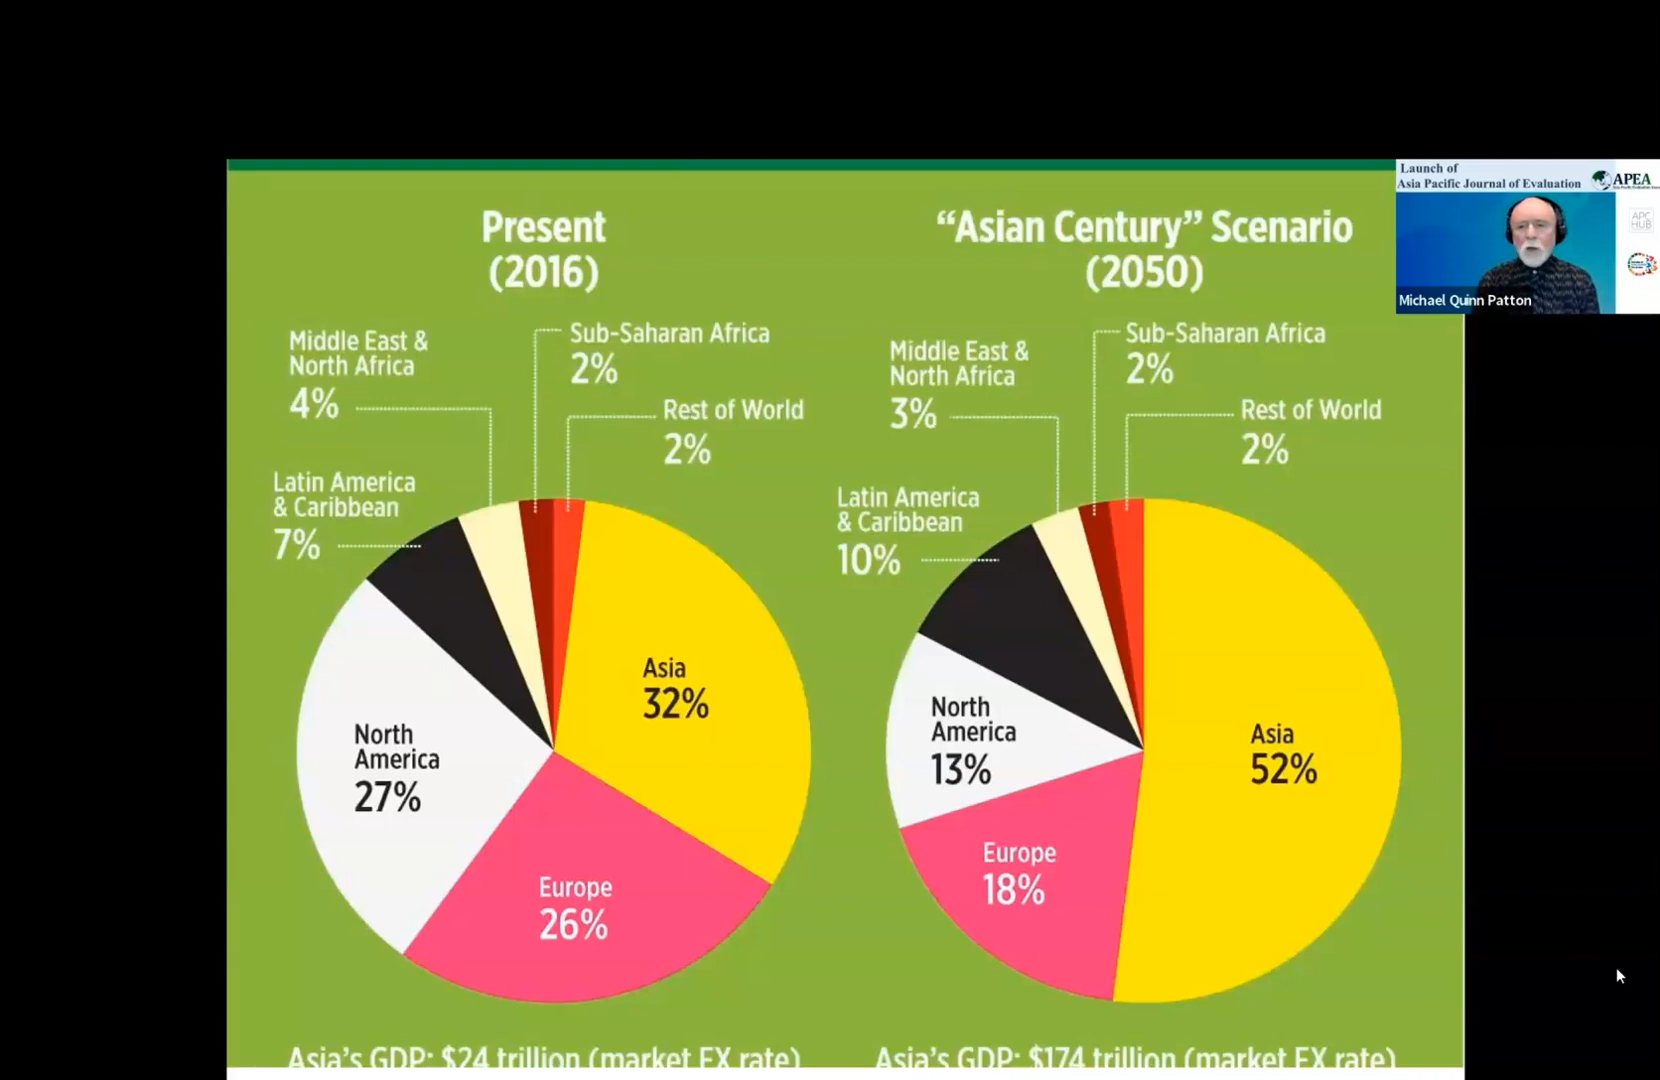 Launch of
Asia Pacific Journal of Evaluation
APEA
APC
HUB
Michael Quinn Patton
Present
(2016)
Middle East &
North Africa
4%
Sub-Saharan Africa
2%
Rest of World
2%
Latin America
& Caribbean
7%
Asia
32%
North
America
27%
Europe
26%
Asia's GDP: $24 trillion (market FX rate)
“Asian Century” Scenario
(2050)
Middle East &
North Africa
3%
Sub-Saharan Africa
2%
Rest of World
2%
Latin America
& Caribbean
10%
North
America
13%
Asia
52%
Europe
18%
Asia's GDP: $174 trillion (market FX rate)